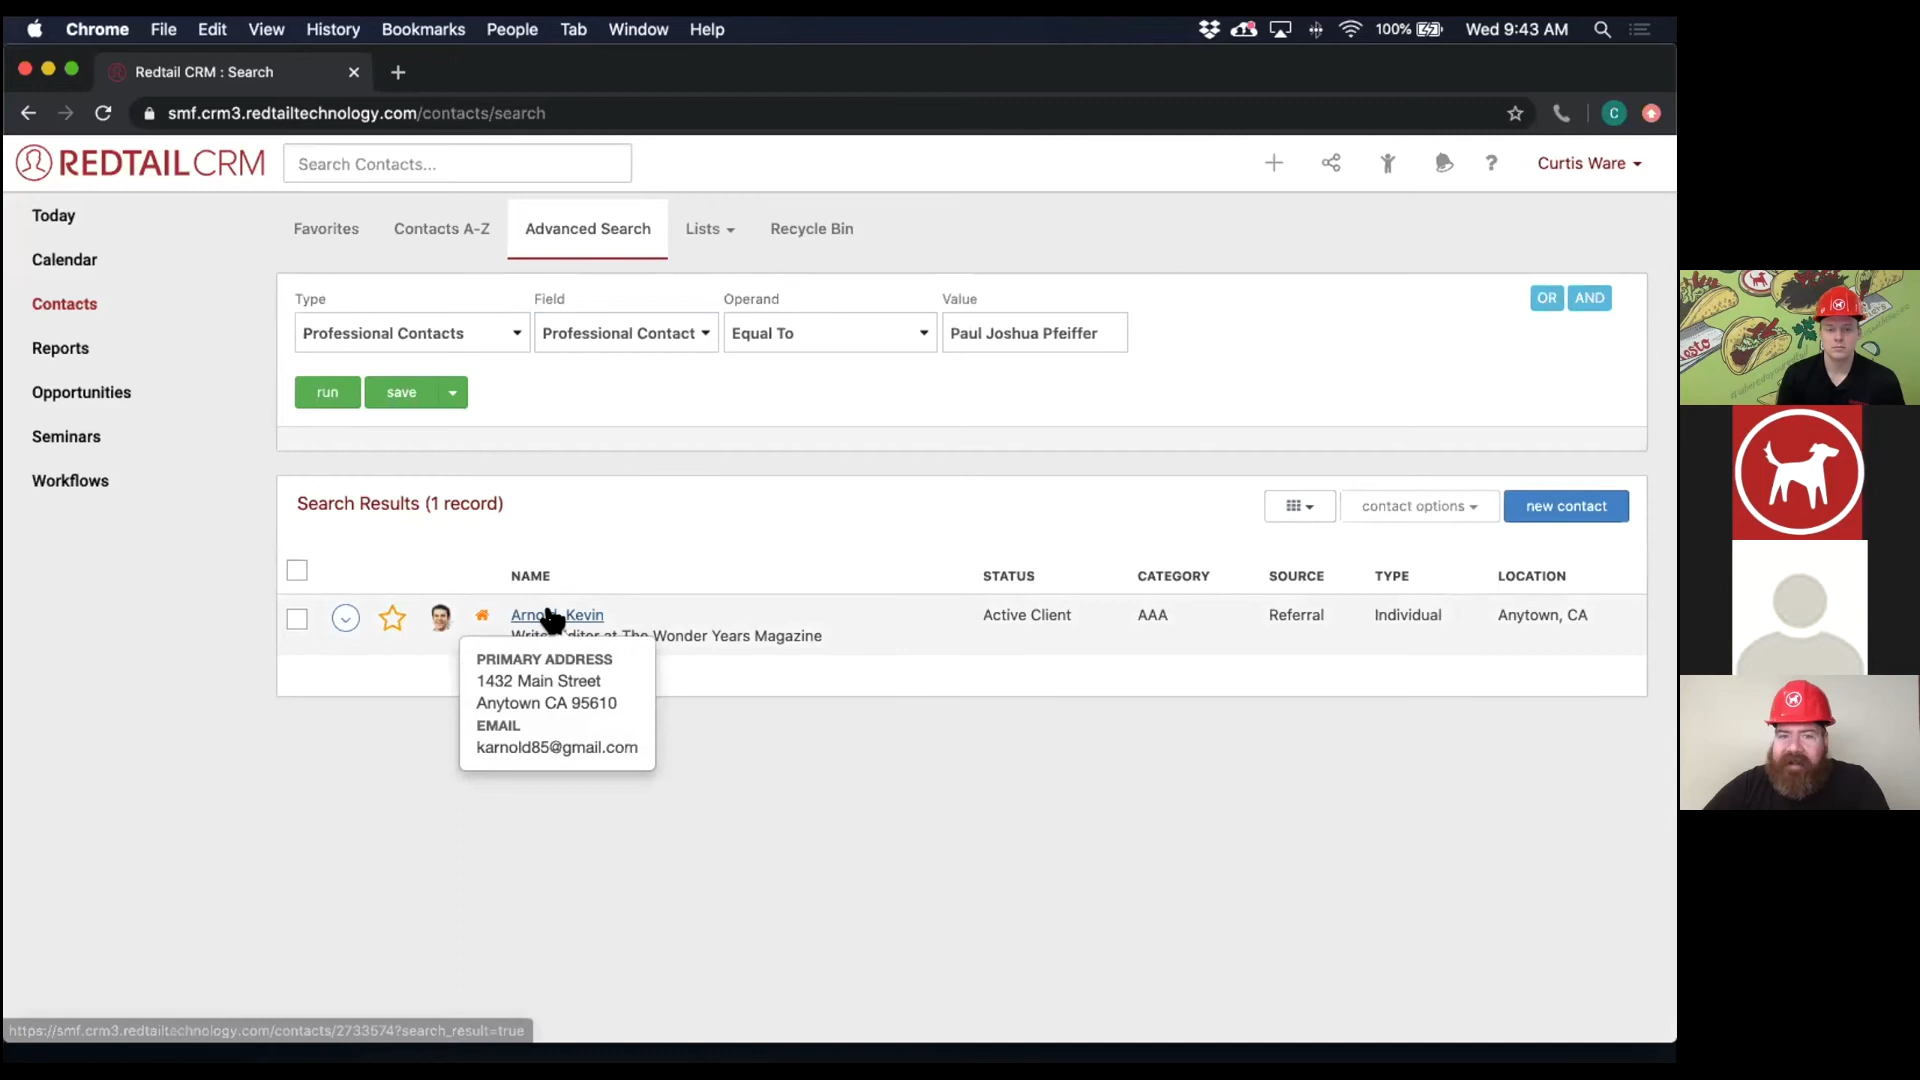 Chrome File Edit View History Bookmarks People Tab Window Help 100% Wed 9:43 AM
Redtail CRM : Search
smf.crm3.redtailtechnology.com/contacts/search C
REDTAILCRM Search Contacts... ? Curtis Ware
Today
Calendar
Contacts
Reports
Opportunities
Seminars
Workflows
Favorites Contacts A-Z Advanced Search Lists Recycle Bin
Type Field Operand Value OR AND
Professional Contacts Professional Contact Equal To Paul Joshua Pfeiffer
run save
Search Results (1 record) contact options new contact
NAME STATUS CATEGORY SOURCE TYPE LOCATION
Arnold, Kevin Active Client AAA Referral Individual Anytown, CA
at The Wonder Years Magazine
PRIMARY ADDRESS
1432 Main Street
Anytown CA 95610
EMAIL
karnold85@gmail.com
https://smf.crm3.redtailtechnology.com/contacts/2733574?search_result=true